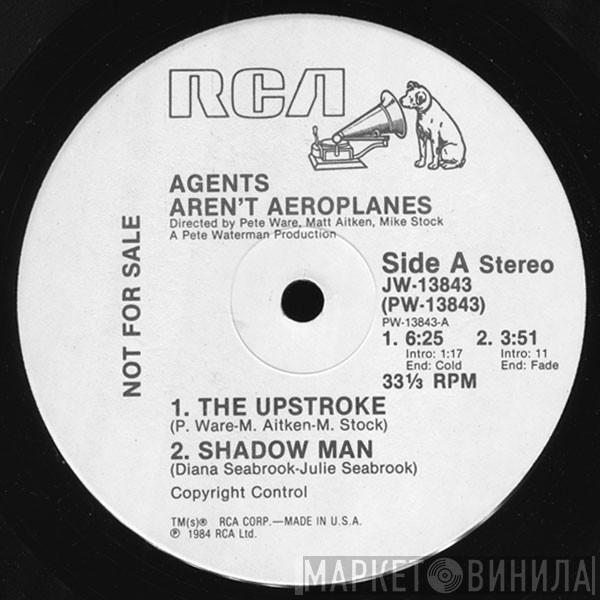 RCA
AGENTS
AREN'T AEROPLANES
Directed by Pete Ware, Matt Aitken, Mike Stock
A Pete Waterman Production
NOT FOR SALE
Side A Stereo
JW-13843
(PW-13843)
PW-13843-A
1. 6:25 2. 3:51
Intro: 1:17 Intro: 11
End: Cold End: Fade
33⅓ RPM
1. THE UPSTROKE
(P. Ware-M. Aitken-M. Stock)
2. SHADOW MAN
(Diana Seabrook-Julie Seabrook)
Copyright Control
TM(s)® RCA CORP.—MADE IN U.S.A.
℗ 1984 RCA Ltd.
МАРКЕТ ВИНИЛА